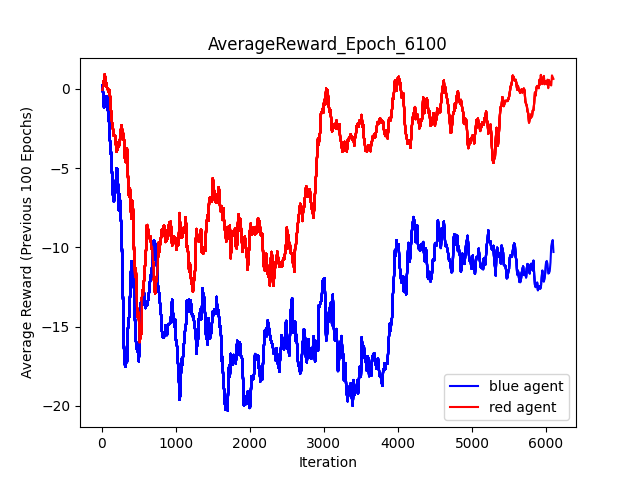 AverageReward_Epoch_6100
Average Reward (Previous 100 Epochs)
0
−5
−10
−15
−20
0 1000 2000 3000 4000 5000 6000
Iteration
blue agent
red agent